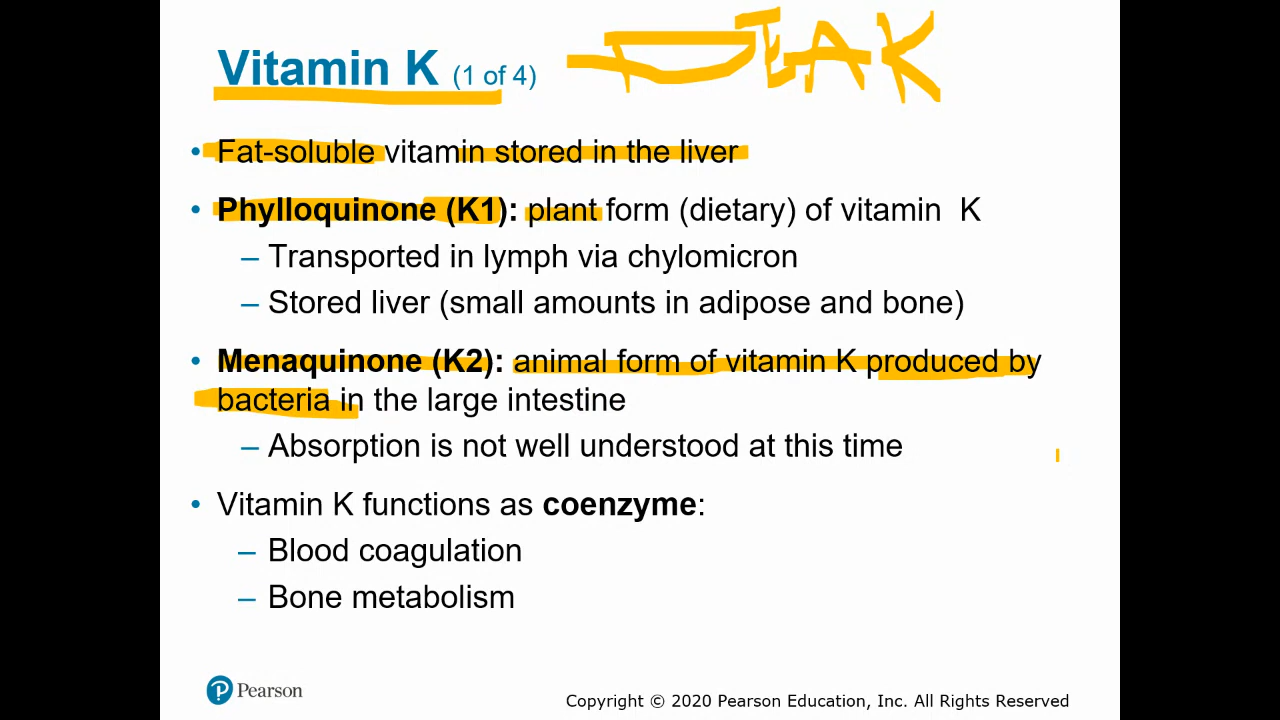 Vitamin K (1 of 4)
DEAK
• Fat-soluble vitamin stored in the liver
• Phylloquinone (K1): plant form (dietary) of vitamin K
– Transported in lymph via chylomicron
– Stored liver (small amounts in adipose and bone)
• Menaquinone (K2): animal form of vitamin K produced by
bacteria in the large intestine
– Absorption is not well understood at this time
• Vitamin K functions as coenzyme:
– Blood coagulation
– Bone metabolism
Pearson
Copyright © 2020 Pearson Education, Inc. All Rights Reserved